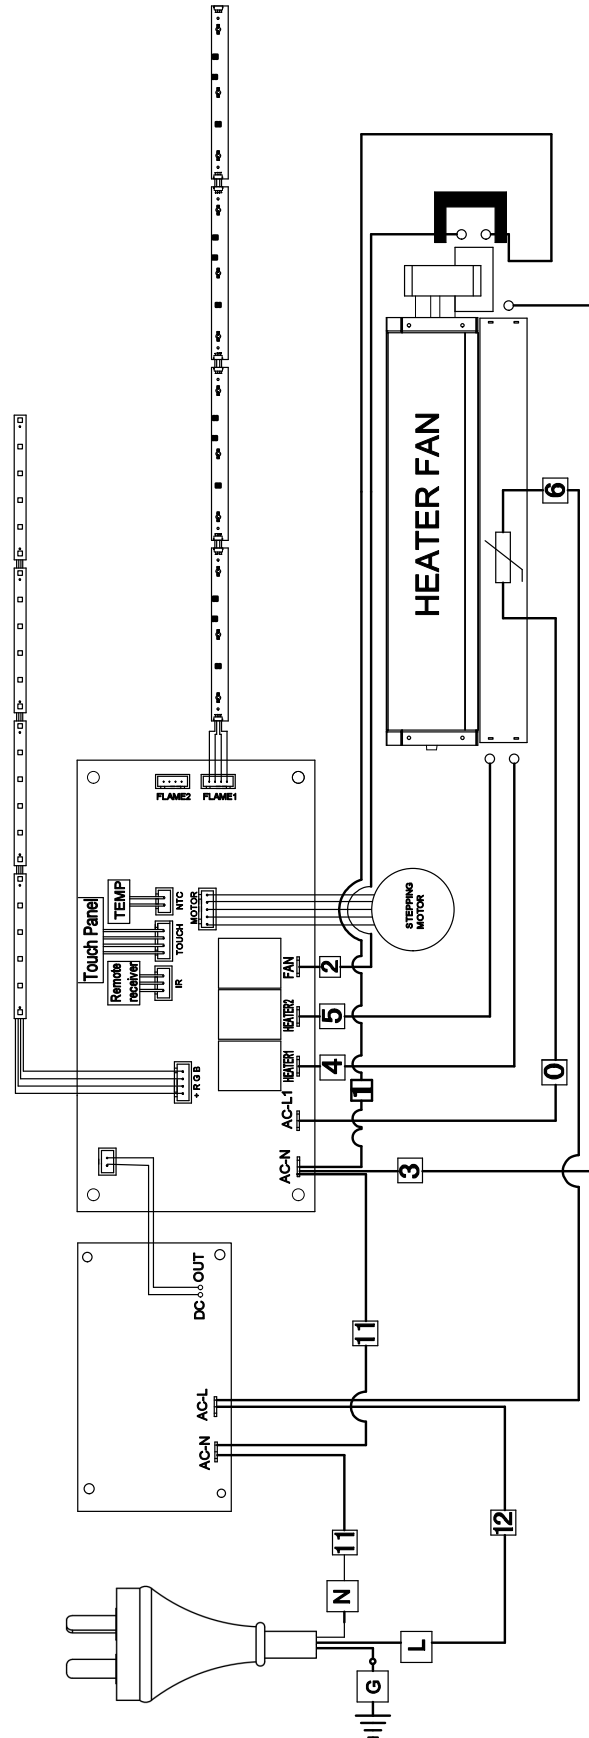 FLAME2
FLAME1
HEATER FAN
6
Touch Panel
TEMP
NTC
MOTOR
STEPPING
MOTOR
TOUCH
Remote
receiver
IR
FAN
2
HEATER2
5
HEATER1
4
1
0
+ R G B
AC-L1
AC-N
3
DC OUT
11
AC-L
AC-N
12
11
N
L
G